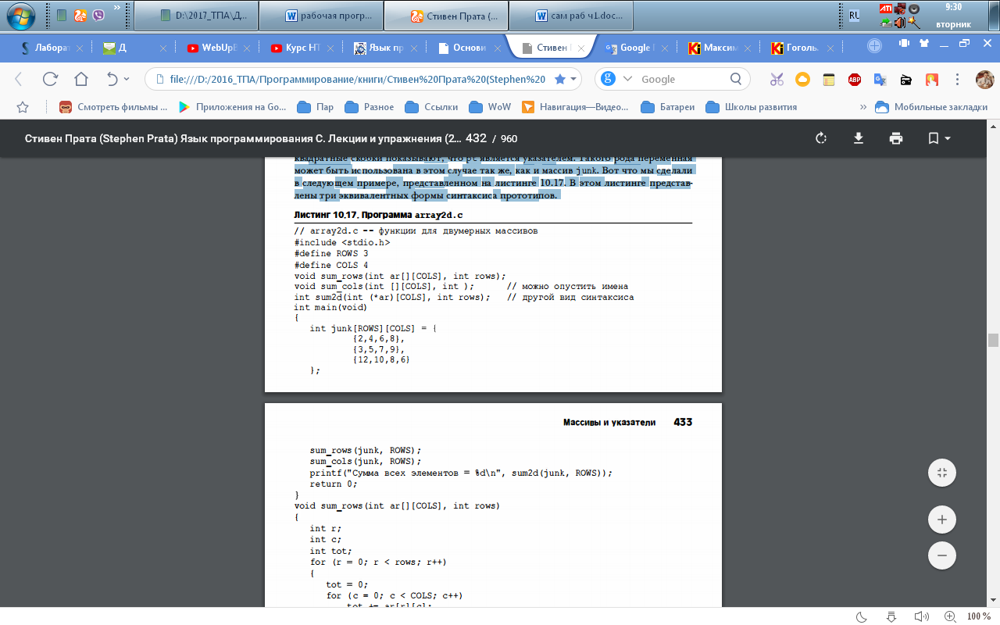 D:\2017_ТПА\Д...
рабочая прогр...
Стивен Прата (...
сам раб ч1.doc...
RU
ATI
9:30
вторник
Лаборат
Д
WebUpB
Курс HT
Язык пр
Основи
Стивен
Google
Максим
Гоголь.
file:///D:/2016_ТПА/Программирование/книги/Стивен%20Прата%20(Stephen%20
Google
ABP
Смотреть фильмы ...
Приложения на Go...
Пар
Разное
Ссылки
WoW
Навигация—Видео...
Батареи
Школы развития
Мобильные закладки
Стивен Прата (Stephen Prata) Язык программирования С. Лекции и упражнения (2... 432 / 960
квадратные скобки показывают, что pt является указателем. Такого рода переменная
может быть использована в этом случае так же, как и массив junk. Вот что мы сделали
в следующем примере, представленном на листинге 10.17. В этом листинге представ-
лены три эквивалентных формы синтаксиса прототипов.
Листинг 10.17. Программа array2d.c
// array2d.c -- функции для двумерных массивов
#include <stdio.h>
#define ROWS 3
#define COLS 4
void sum_rows(int ar[][COLS], int rows);
void sum_cols(int [][COLS], int ); // можно опустить имена
int sum2d(int (*ar)[COLS], int rows); // другой вид синтаксиса
int main(void)
{
int junk[ROWS][COLS] = {
{2,4,6,8},
{3,5,7,9},
{12,10,8,6}
};
Массивы и указатели 433
sum_rows(junk, ROWS);
sum_cols(junk, ROWS);
printf("Сумма всех элементов = %d\n", sum2d(junk, ROWS));
return 0;
}
void sum_rows(int ar[][COLS], int rows)
{
int r;
int c;
int tot;
for (r = 0; r < rows; r++)
{
tot = 0;
for (c = 0; c < COLS; c++)
tot += ar[r][c];
100 %